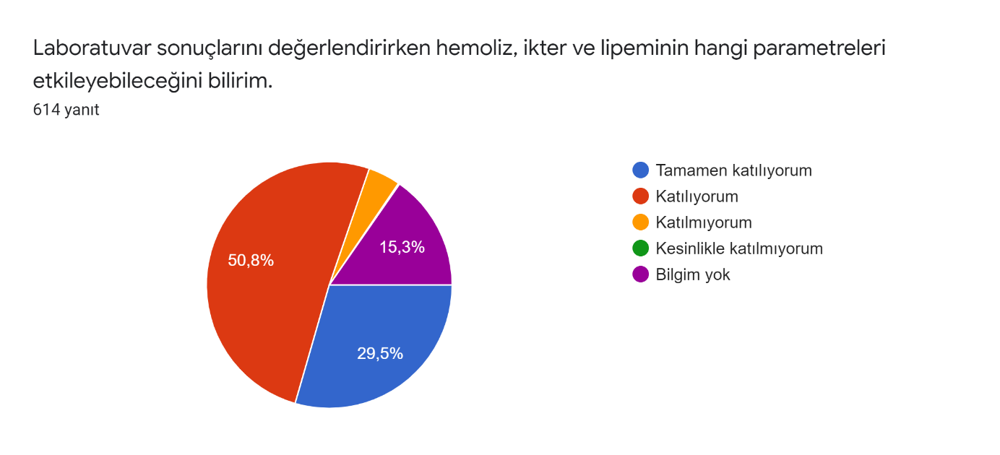 Laboratuvar sonuçlarını değerlendirirken hemoliz, ikter ve lipeminin hangi parametreleri
etkileyebileceğini bilirim.
614 yanıt
Tamamen katılıyorum
Katılıyorum
Katılmıyorum
Kesinlikle katılmıyorum
Bilgim yok
15,3%
50,8%
29,5%